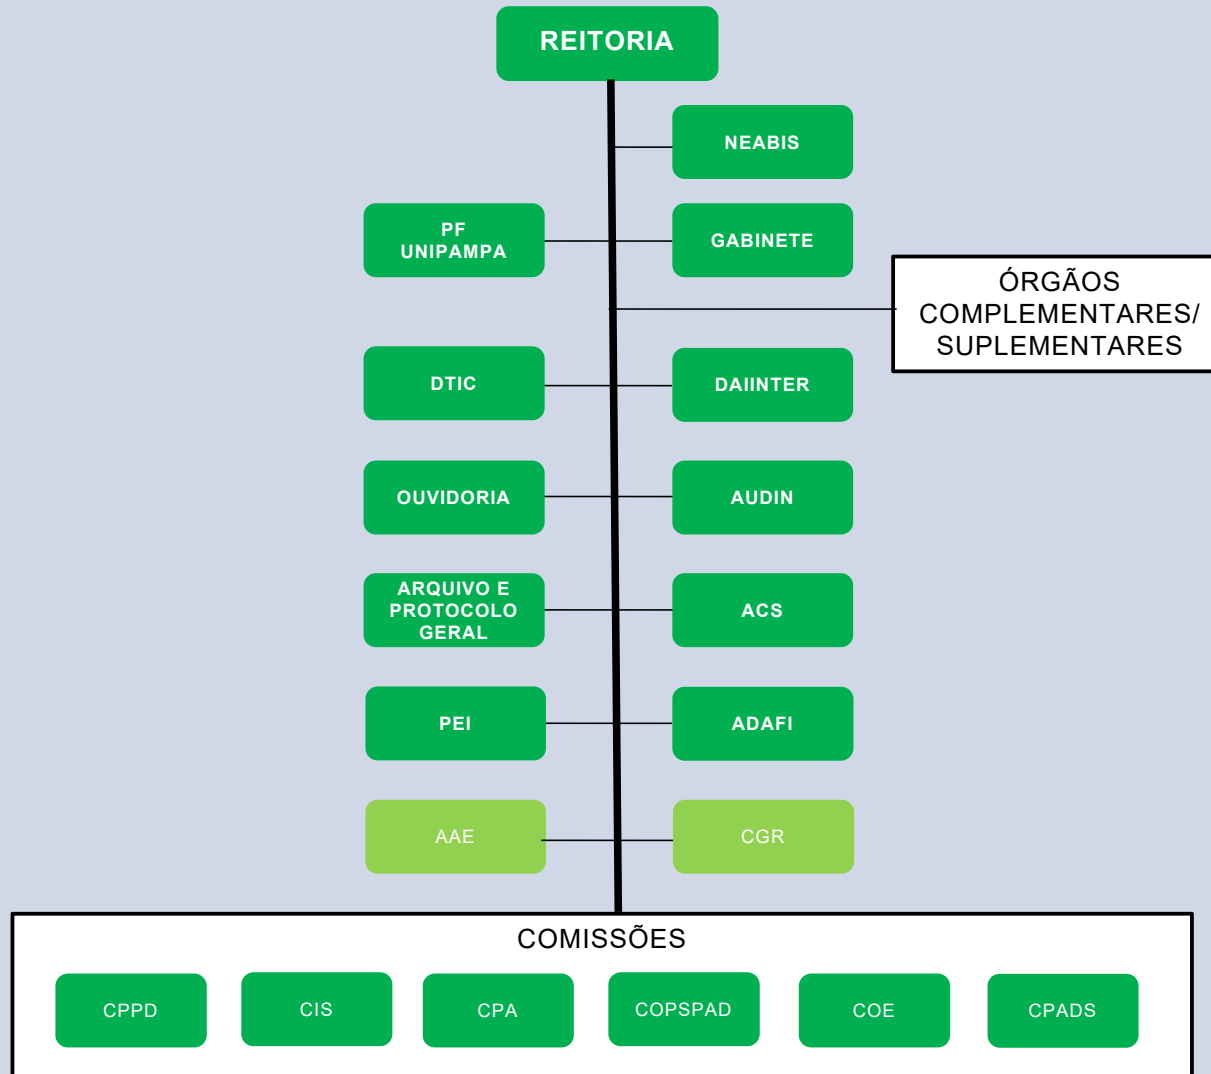 REITORIA
NEABIS
PF
UNIPAMPA
GABINETE
ÓRGÃOS
COMPLEMENTARES/
SUPLEMENTARES
DTIC
DAIINTER
OUVIDORIA
AUDIN
ARQUIVO E
PROTOCOLO
GERAL
ACS
PEI
ADAFI
AAE
CGR
COMISSÕES
CPPD
CIS
CPA
COPSPAD
COE
CPADS